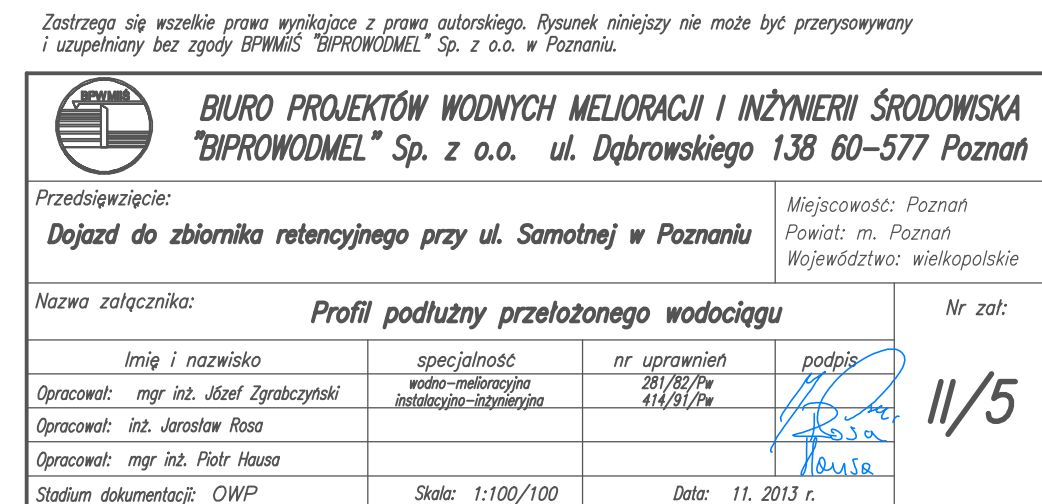 Zastrzega się wszelkie prawa wynikajace z prawa autorskiego. Rysunek niniejszy nie może być przerysowywany
i uzupełniany bez zgody BPWMiIŚ "BIPROWODMEL" Sp. z o.o. w Poznaniu.
BPWMiIŚ
BIURO PROJEKTÓW WODNYCH MELIORACJI I INŻYNIERII ŚRODOWISKA
"BIPROWODMEL" Sp. z o.o. ul. Dąbrowskiego 138 60-577 Poznań
Przedsięwzięcie:
Dojazd do zbiornika retencyjnego przy ul. Samotnej w Poznaniu
Miejscowość: Poznań
Powiat: m. Poznań
Województwo: wielkopolskie
Nazwa załącznika:
Profil podłużny przełożonego wodociągu
Nr zał:
II/5
Imię i nazwisko specjalność nr uprawnień podpis
Opracował: mgr inż. Józef Zgrabczyński wodno-melioracyjna 281/82/Pw
instalacyjno-inżynieryjna 414/91/Pw
Opracował: inż. Jarosław Rosa Rosa
Opracował: mgr inż. Piotr Hausa Hausa
Stadium dokumentacji: OWP Skala: 1:100/100 Data: 11. 2013 r.